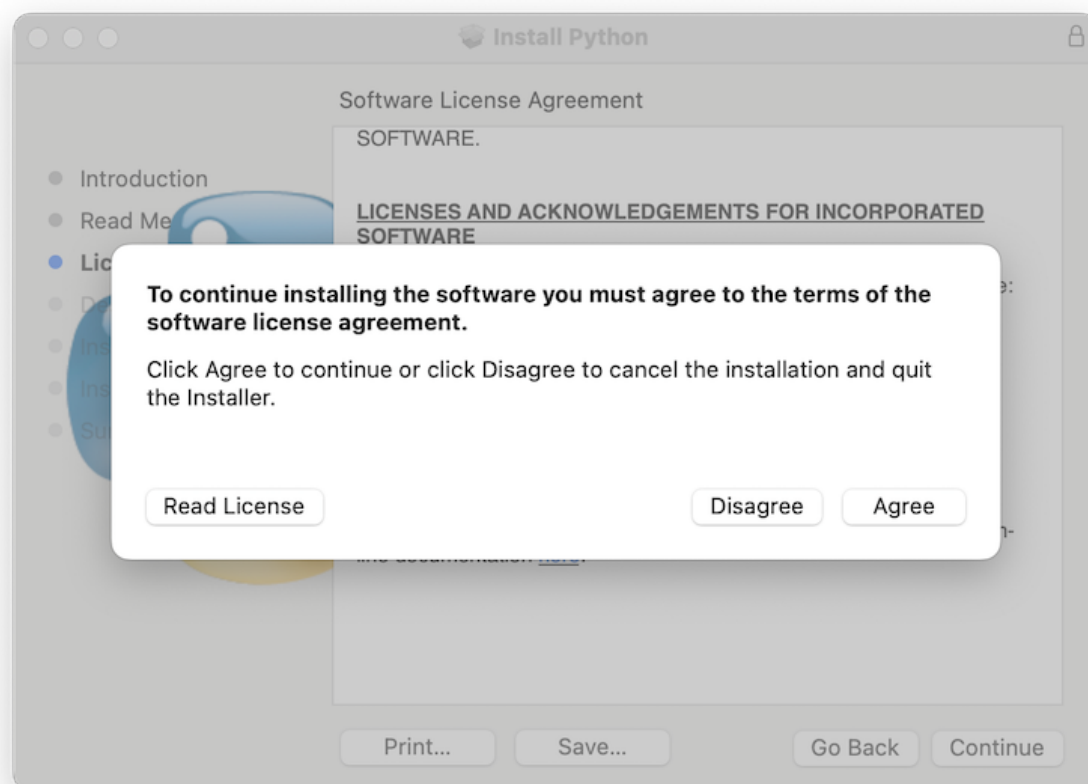 Install Python
Software License Agreement
SOFTWARE.
Introduction
Read Me
LICENSES AND ACKNOWLEDGEMENTS FOR INCORPORATED
SOFTWARE
To continue installing the software you must agree to the terms of the
software license agreement.
Click Agree to continue or click Disagree to cancel the installation and quit
the Installer.
Read License
Disagree
Agree
Print...
Save...
Go Back
Continue